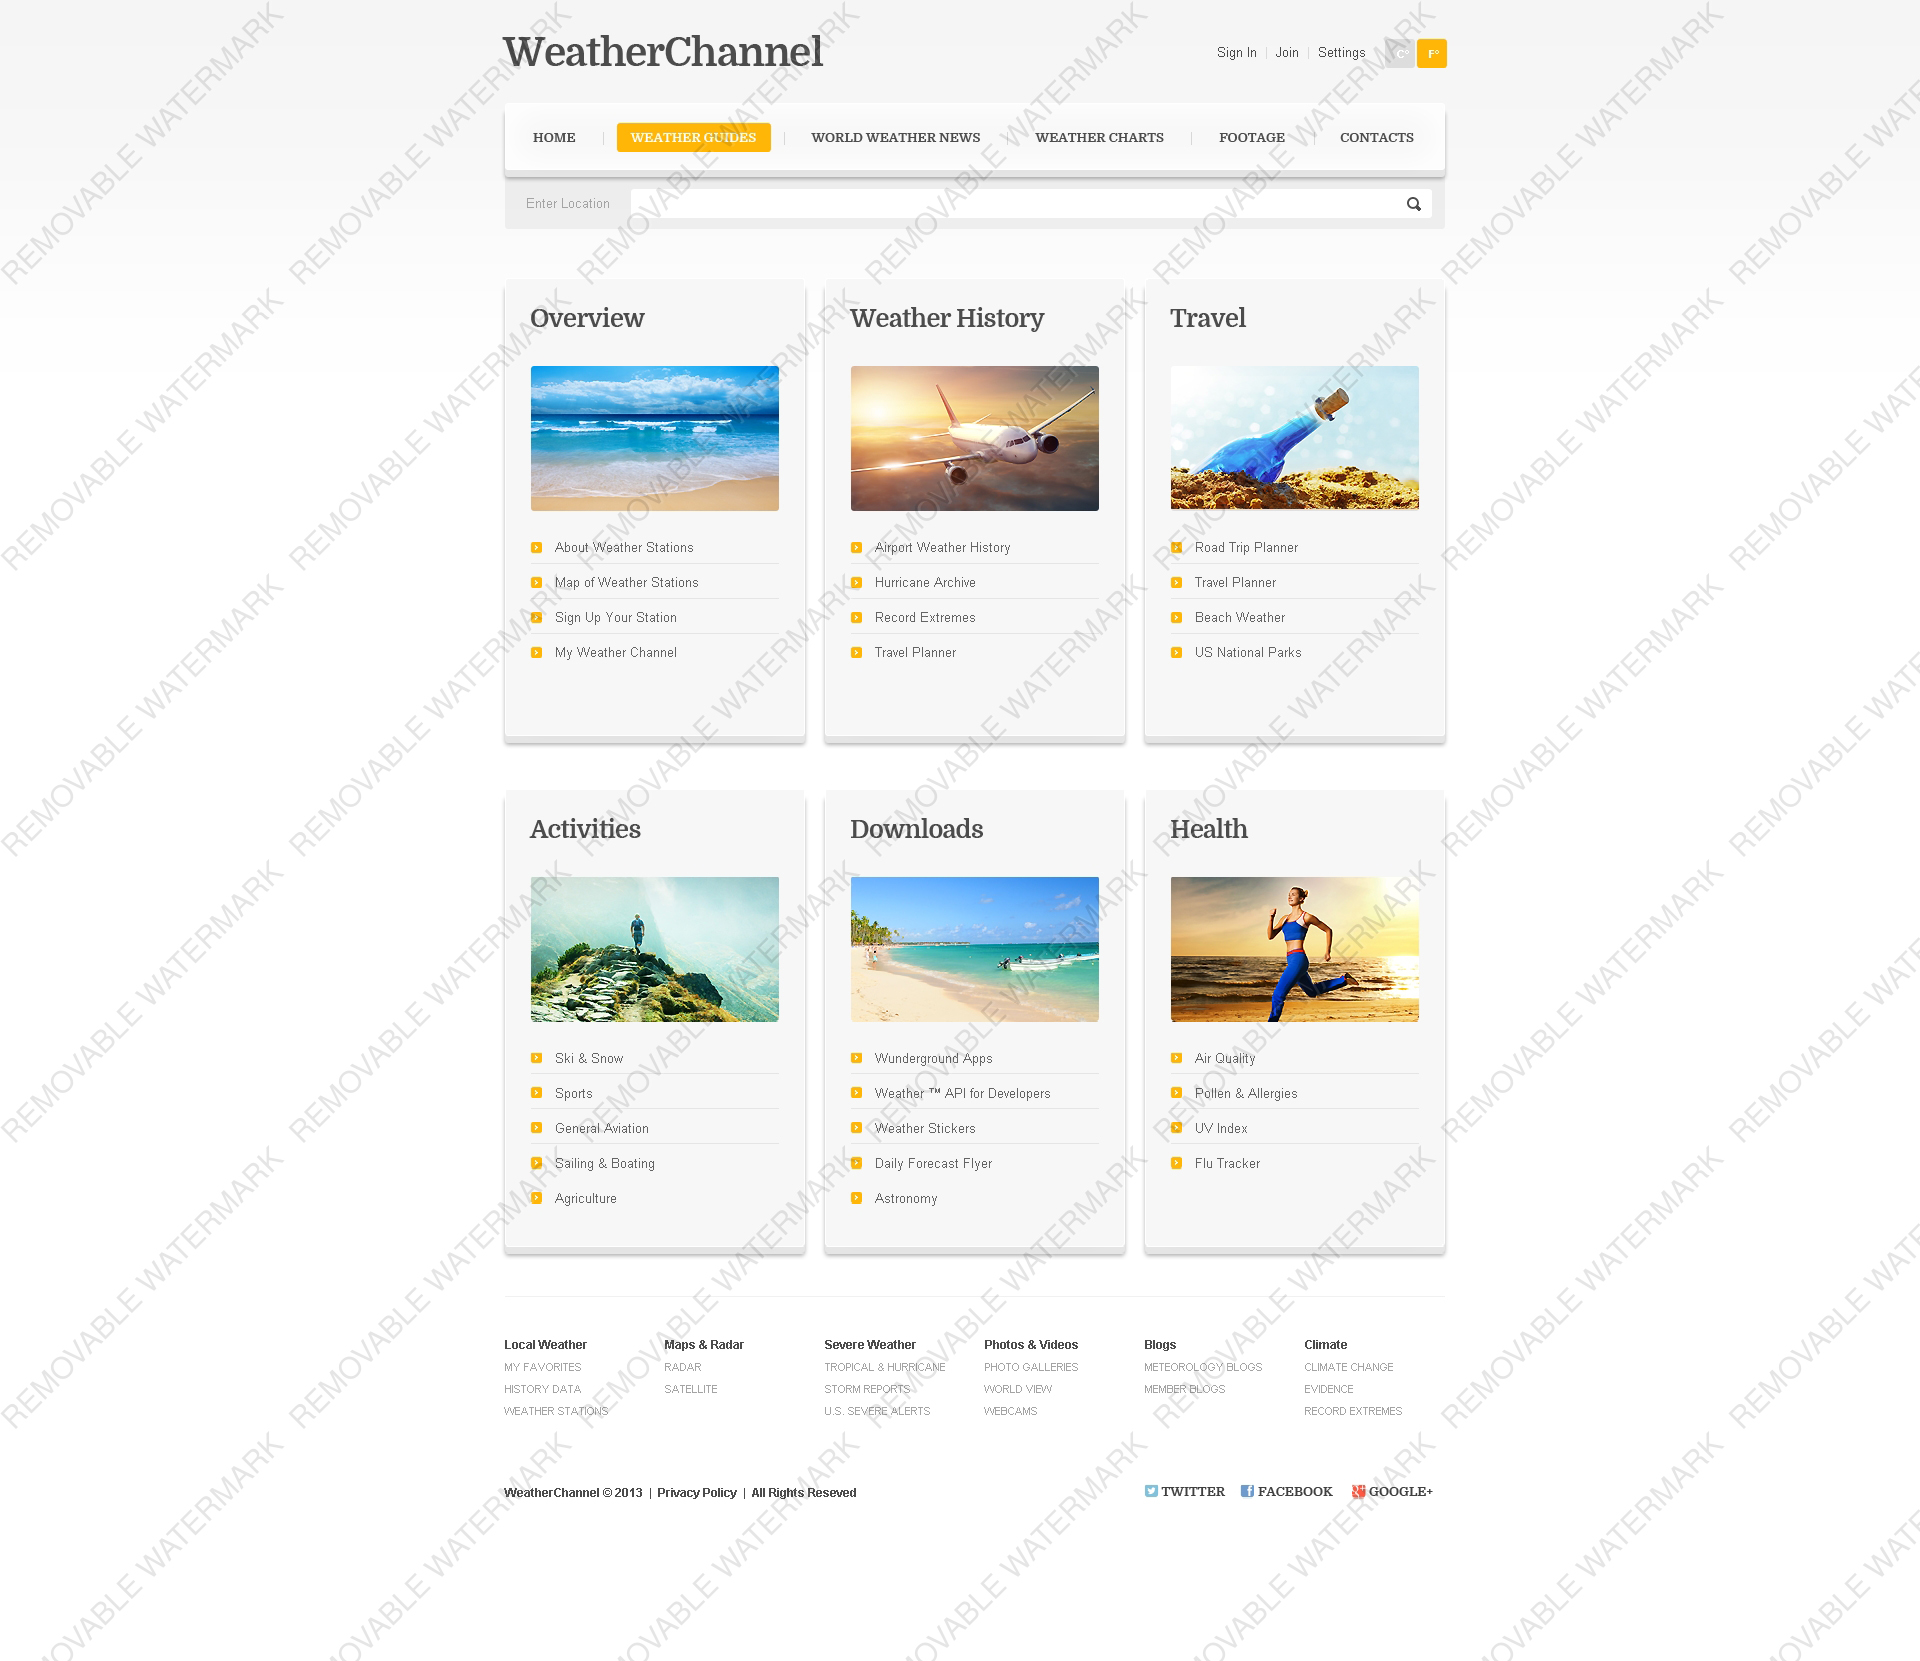 WeatherChannel
Sign In | Join | Settings C° F°
HOME WEATHER GUIDES WORLD WEATHER NEWS WEATHER CHARTS FOOTAGE CONTACTS
Enter Location
Overview
About Weather Stations
Map of Weather Stations
Sign Up Your Station
My Weather Channel
Weather History
Airport Weather History
Hurricane Archive
Record Extremes
Travel Planner
Travel
Road Trip Planner
Travel Planner
Beach Weather
US National Parks
Activities
Ski & Snow
Sports
General Aviation
Sailing & Boating
Agriculture
Downloads
Wunderground Apps
Weather ™ API for Developers
Weather Stickers
Daily Forecast Flyer
Astronomy
Health
Air Quality
Pollen & Allergies
UV Index
Flu Tracker
Local Weather
MY FAVORITES
HISTORY DATA
WEATHER STATIONS
Maps & Radar
RADAR
SATELLITE
Severe Weather
TROPICAL & HURRICANE
STORM REPORTS
U.S. SEVERE ALERTS
Photos & Videos
PHOTO GALLERIES
WORLD VIEW
WEBCAMS
Blogs
METEOROLOGY BLOGS
MEMBER BLOGS
Climate
CLIMATE CHANGE
EVIDENCE
RECORD EXTREMES
WeatherChannel © 2013 | Privacy Policy | All Rights Reseved
TWITTER FACEBOOK GOOGLE+
REMOVABLE WATERMARK